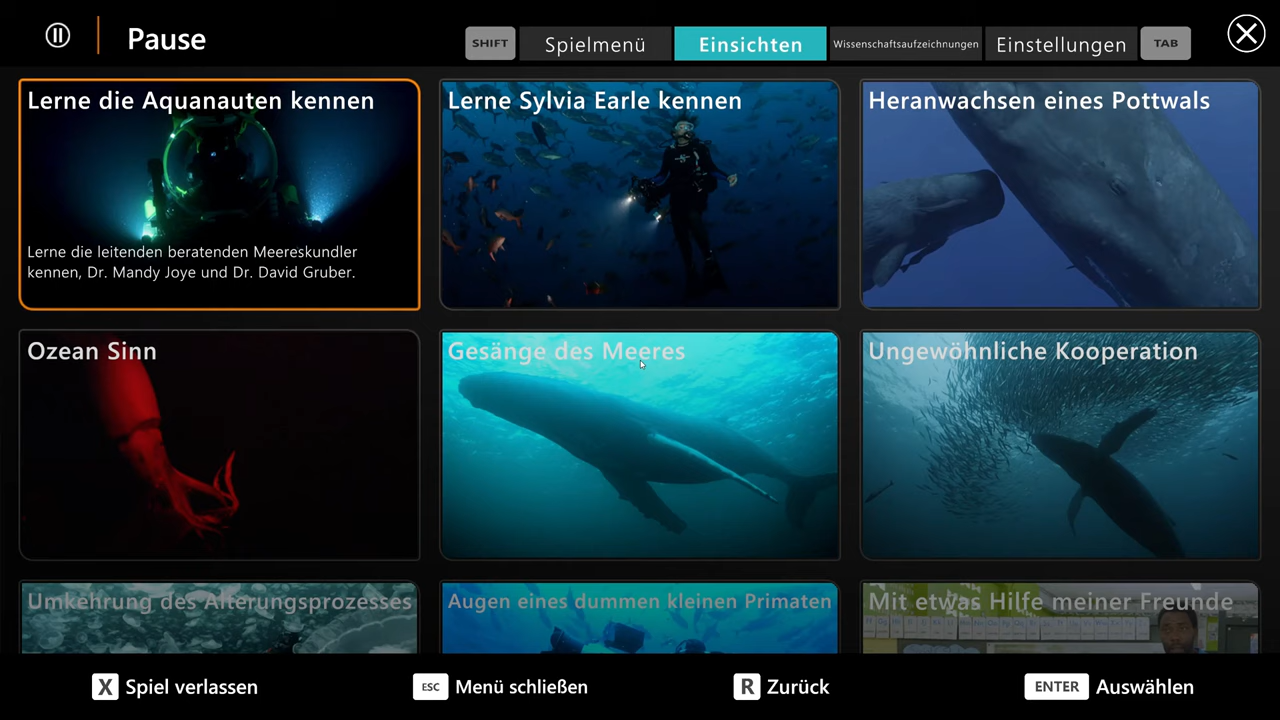 Pause
SHIFT
Spielmenü
Einsichten
Wissenschaftsaufzeichnungen
Einstellungen
TAB
Lerne die Aquanauten kennen
Lerne die leitenden beratenden Meereskundler
kennen, Dr. Mandy Joye und Dr. David Gruber.
Lerne Sylvia Earle kennen
Heranwachsen eines Pottwals
Ozean Sinn
Gesänge des Meeres
Ungewöhnliche Kooperation
Umkehrung des Alterungsprozesses
Augen eines dummen kleinen Primaten
Mit etwas Hilfe meiner Freunde
X Spiel verlassen
ESC Menü schließen
R Zurück
ENTER Auswählen